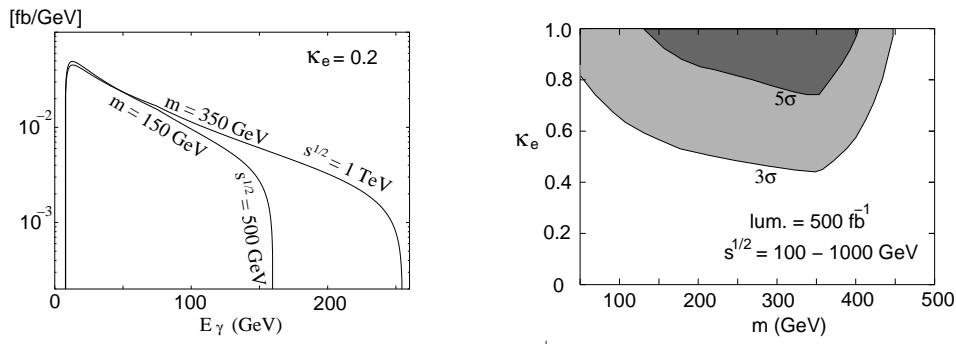 [fb/GeV]
κe = 0.2
10⁻²
10⁻³
m = 350 GeV
m = 150 GeV
s^1/2 = 1 TeV
s^1/2 = 500 GeV
0 100 200
Eγ (GeV)
1.0
0.8
0.6
0.4
0.2
0
κe
5σ
3σ
lum. = 500 fb⁻¹
s^1/2 = 100 – 1000 GeV
100 200 300 400 500
m (GeV)